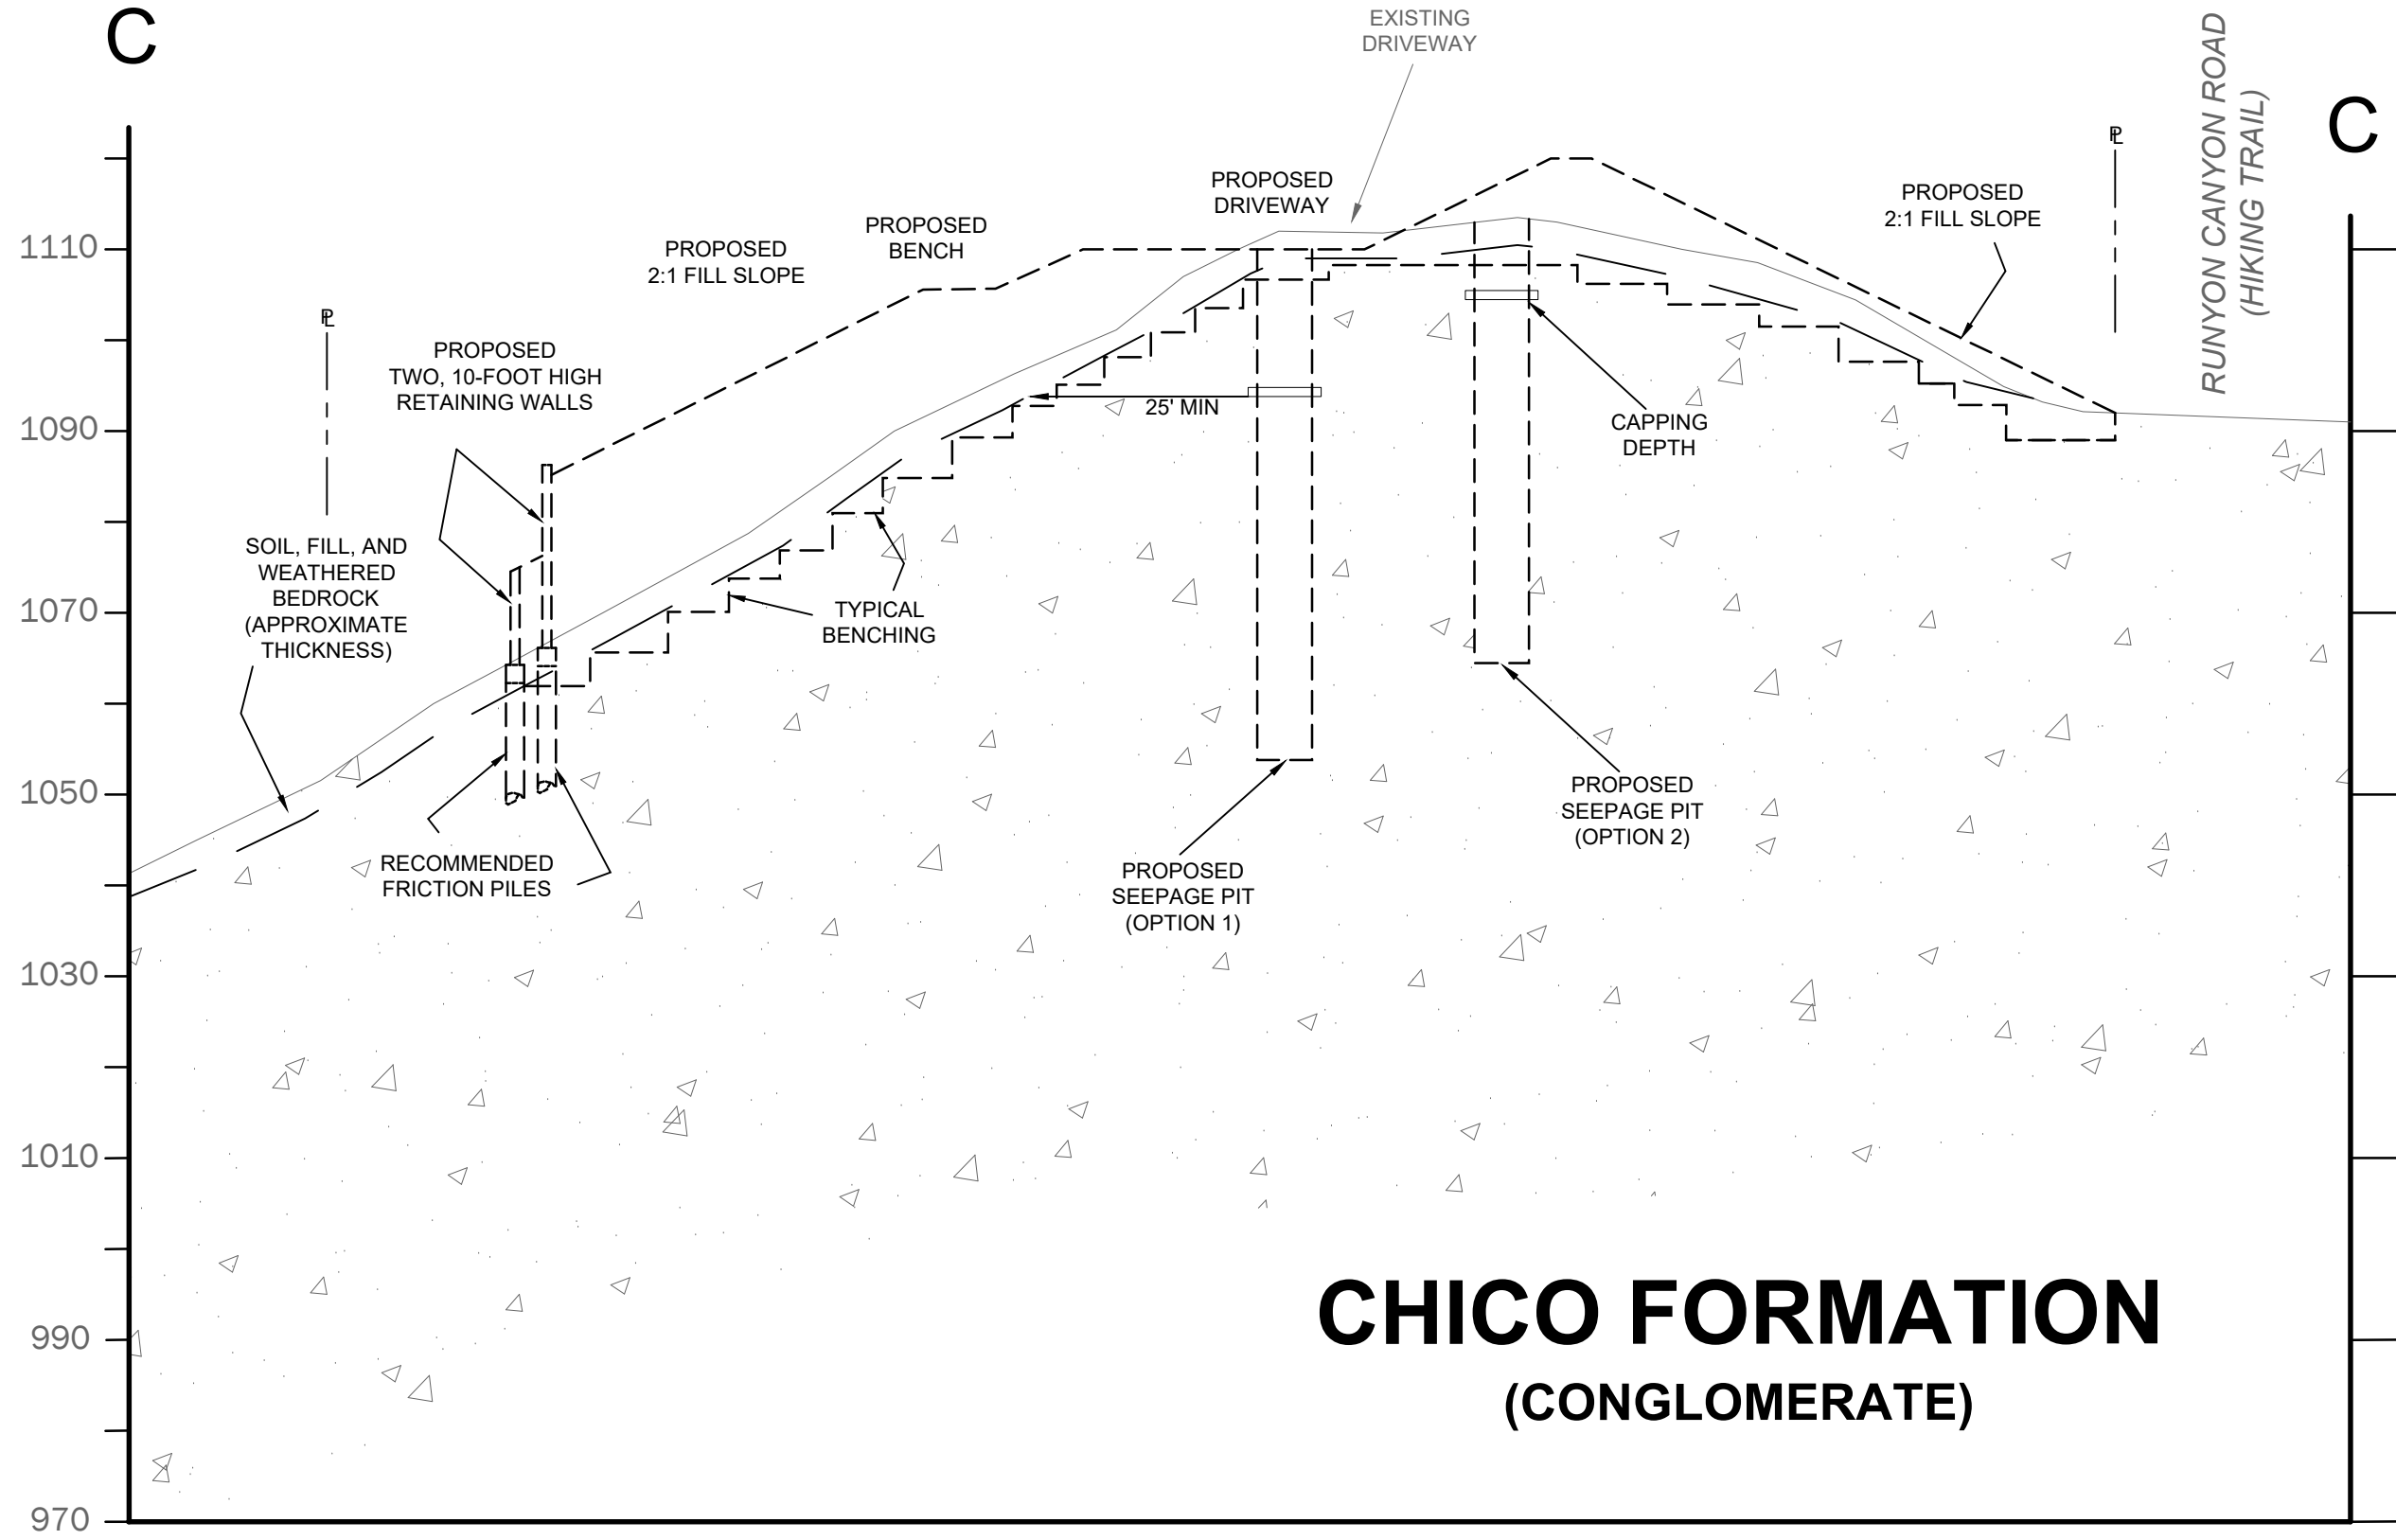 C
C
EXISTING
DRIVEWAY
RUNYON CANYON ROAD
(HIKING TRAIL)
PL
PROPOSED
DRIVEWAY
PROPOSED
2:1 FILL SLOPE
PROPOSED
BENCH
PROPOSED
2:1 FILL SLOPE
PL
PROPOSED
TWO, 10-FOOT HIGH
RETAINING WALLS
25' MIN
CAPPING
DEPTH
SOIL, FILL, AND
WEATHERED
BEDROCK
(APPROXIMATE
THICKNESS)
TYPICAL
BENCHING
PROPOSED
SEEPAGE PIT
(OPTION 2)
RECOMMENDED
FRICTION PILES
PROPOSED
SEEPAGE PIT
(OPTION 1)
1110
1090
1070
1050
1030
1010
990
970
CHICO FORMATION
(CONGLOMERATE)